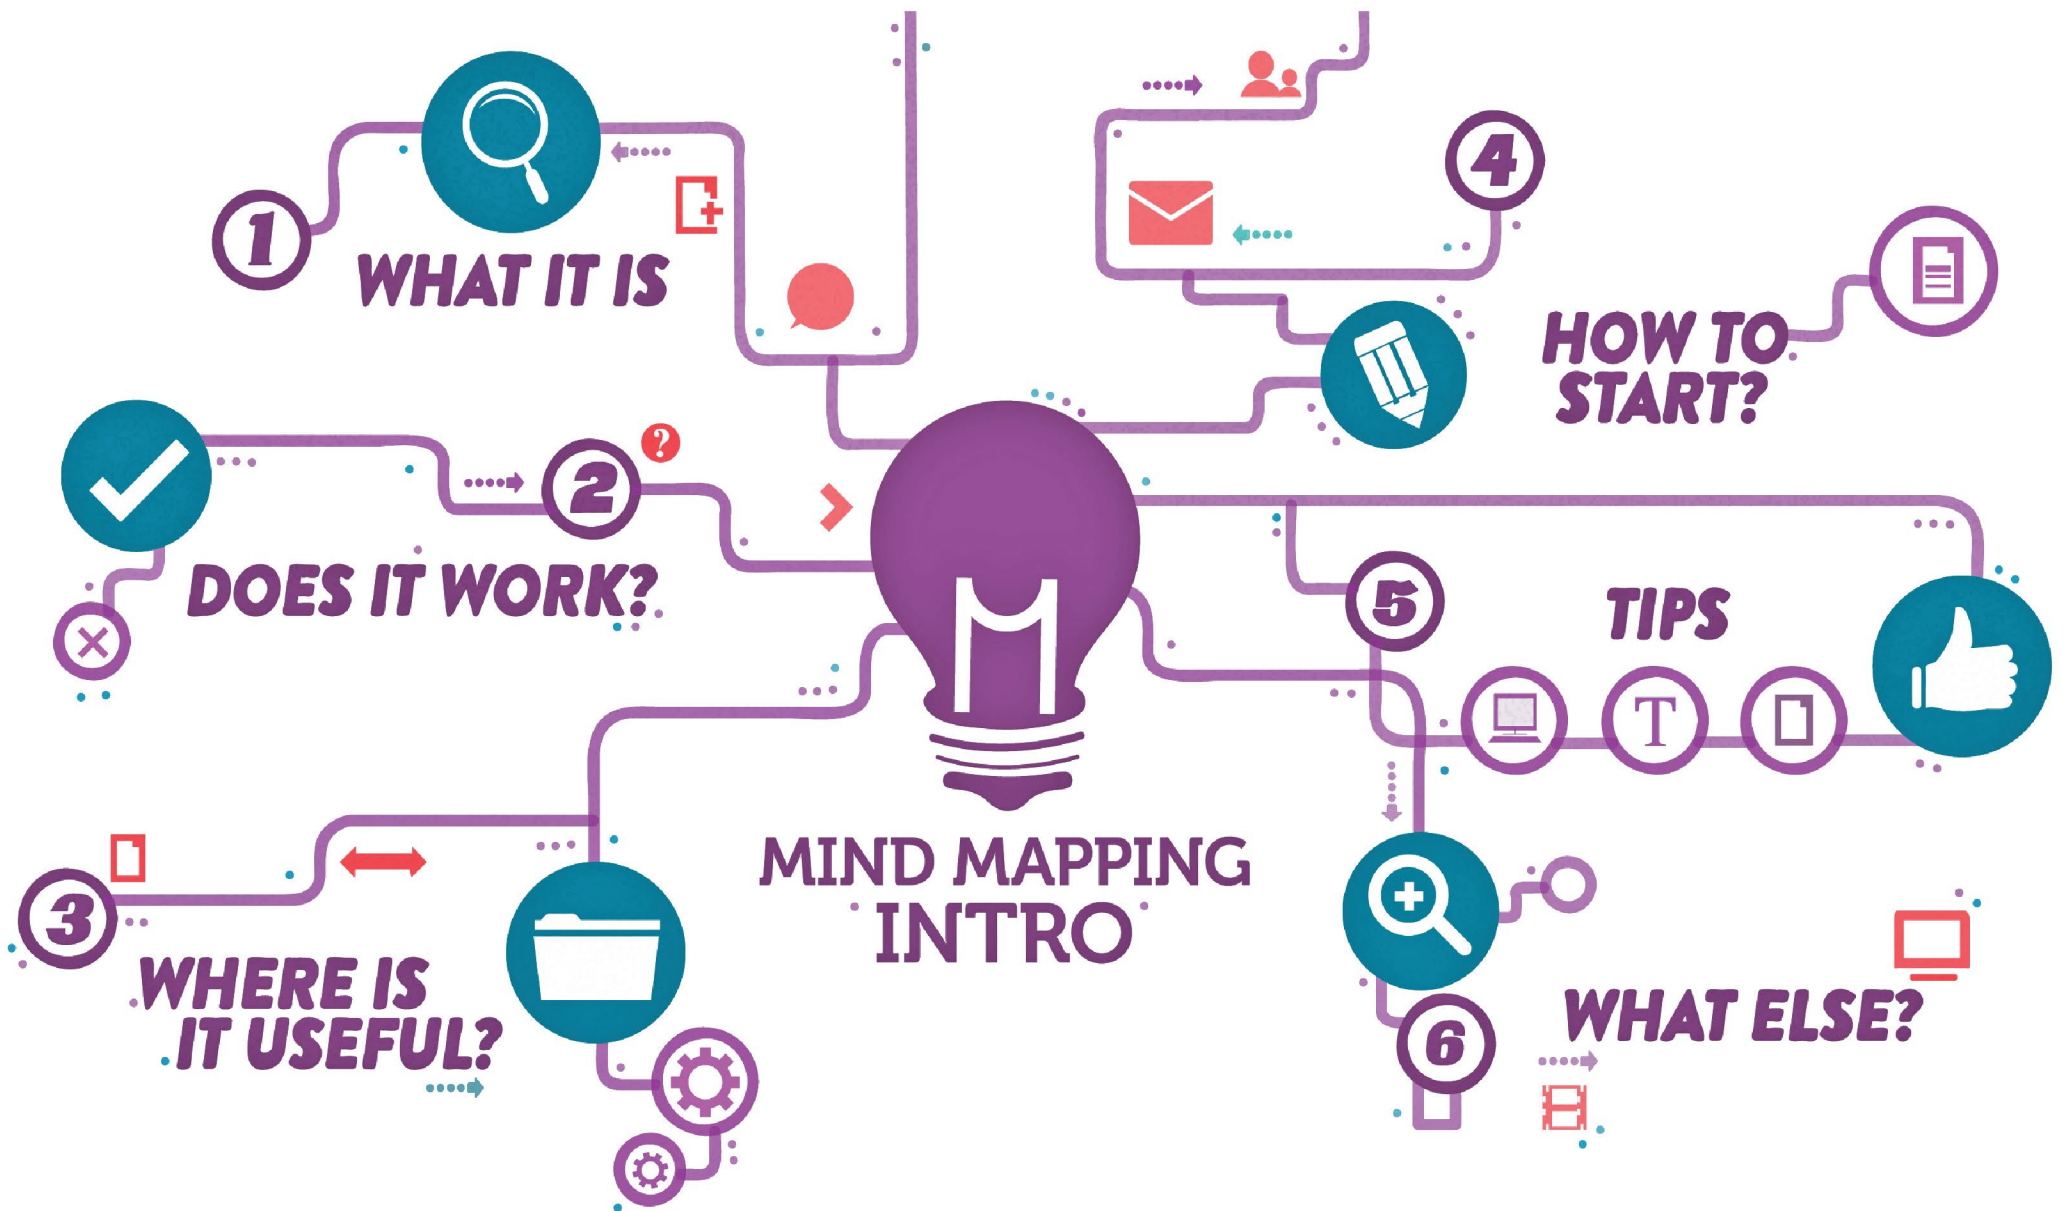 1
WHAT IT IS
2
?
DOES IT WORK?
3
WHERE IS
IT USEFUL?
M
MIND MAPPING
INTRO
4
HOW TO
START?
5
TIPS
T
6
WHAT ELSE?